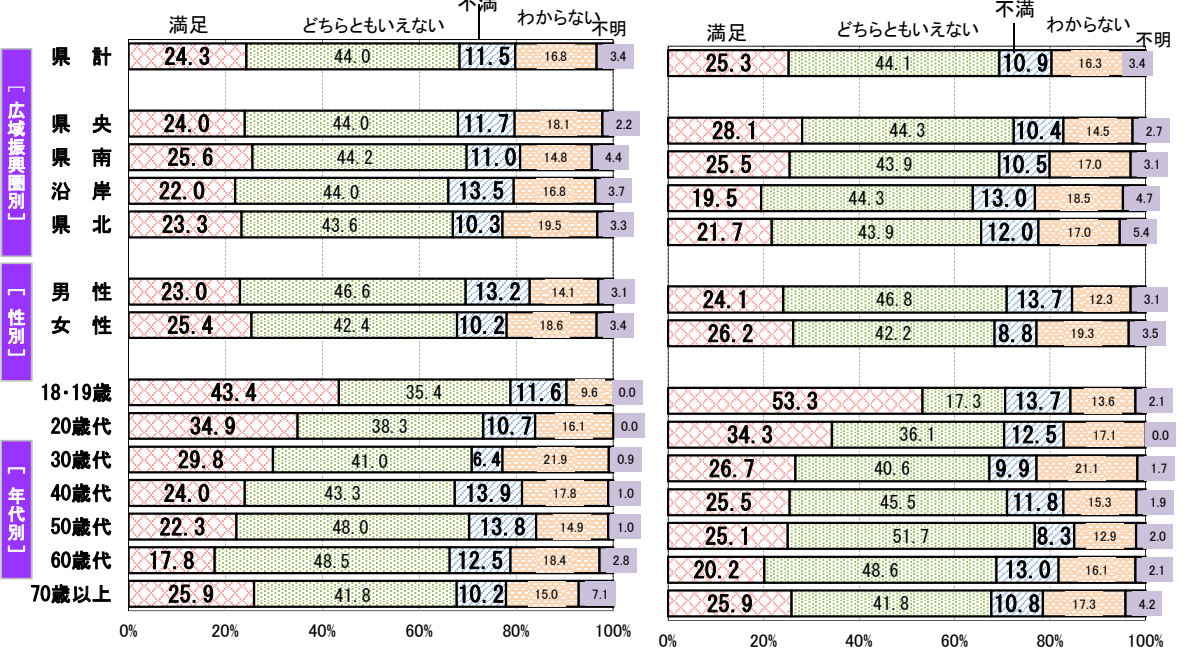 満足 どちらともいえない 不満 わからない 不明
満足 どちらともいえない 不満 わからない 不明
県 計 24.3 44.0 11.5 16.8 3.4 25.3 44.1 10.9 16.3 3.4
[広域振興圏別]
県 央 24.0 44.0 11.7 18.1 2.2 28.1 44.3 10.4 14.5 2.7
県 南 25.6 44.2 11.0 14.8 4.4 25.5 43.9 10.5 17.0 3.1
沿 岸 22.0 44.0 13.5 16.8 3.7 19.5 44.3 13.0 18.5 4.7
県 北 23.3 43.6 10.3 19.5 3.3 21.7 43.9 12.0 17.0 5.4
[性別]
男 性 23.0 46.6 13.2 14.1 3.1 24.1 46.8 13.7 12.3 3.1
女 性 25.4 42.4 10.2 18.6 3.4 26.2 42.2 8.8 19.3 3.5
[年代別]
18・19歳 43.4 35.4 11.6 9.6 0.0 53.3 17.3 13.7 13.6 2.1
20歳代 34.9 38.3 10.7 16.1 0.0 34.3 36.1 12.5 17.1 0.0
30歳代 29.8 41.0 6.4 21.9 0.9 26.7 40.6 9.9 21.1 1.7
40歳代 24.0 43.3 13.9 17.8 1.0 25.5 45.5 11.8 15.3 1.9
50歳代 22.3 48.0 13.8 14.9 1.0 25.1 51.7 8.3 12.9 2.0
60歳代 17.8 48.5 12.5 18.4 2.8 20.2 48.6 13.0 16.1 2.1
70歳以上 25.9 41.8 10.2 15.0 7.1 25.9 41.8 10.8 17.3 4.2
0% 20% 40% 60% 80% 100%
0% 20% 40% 60% 80% 100%